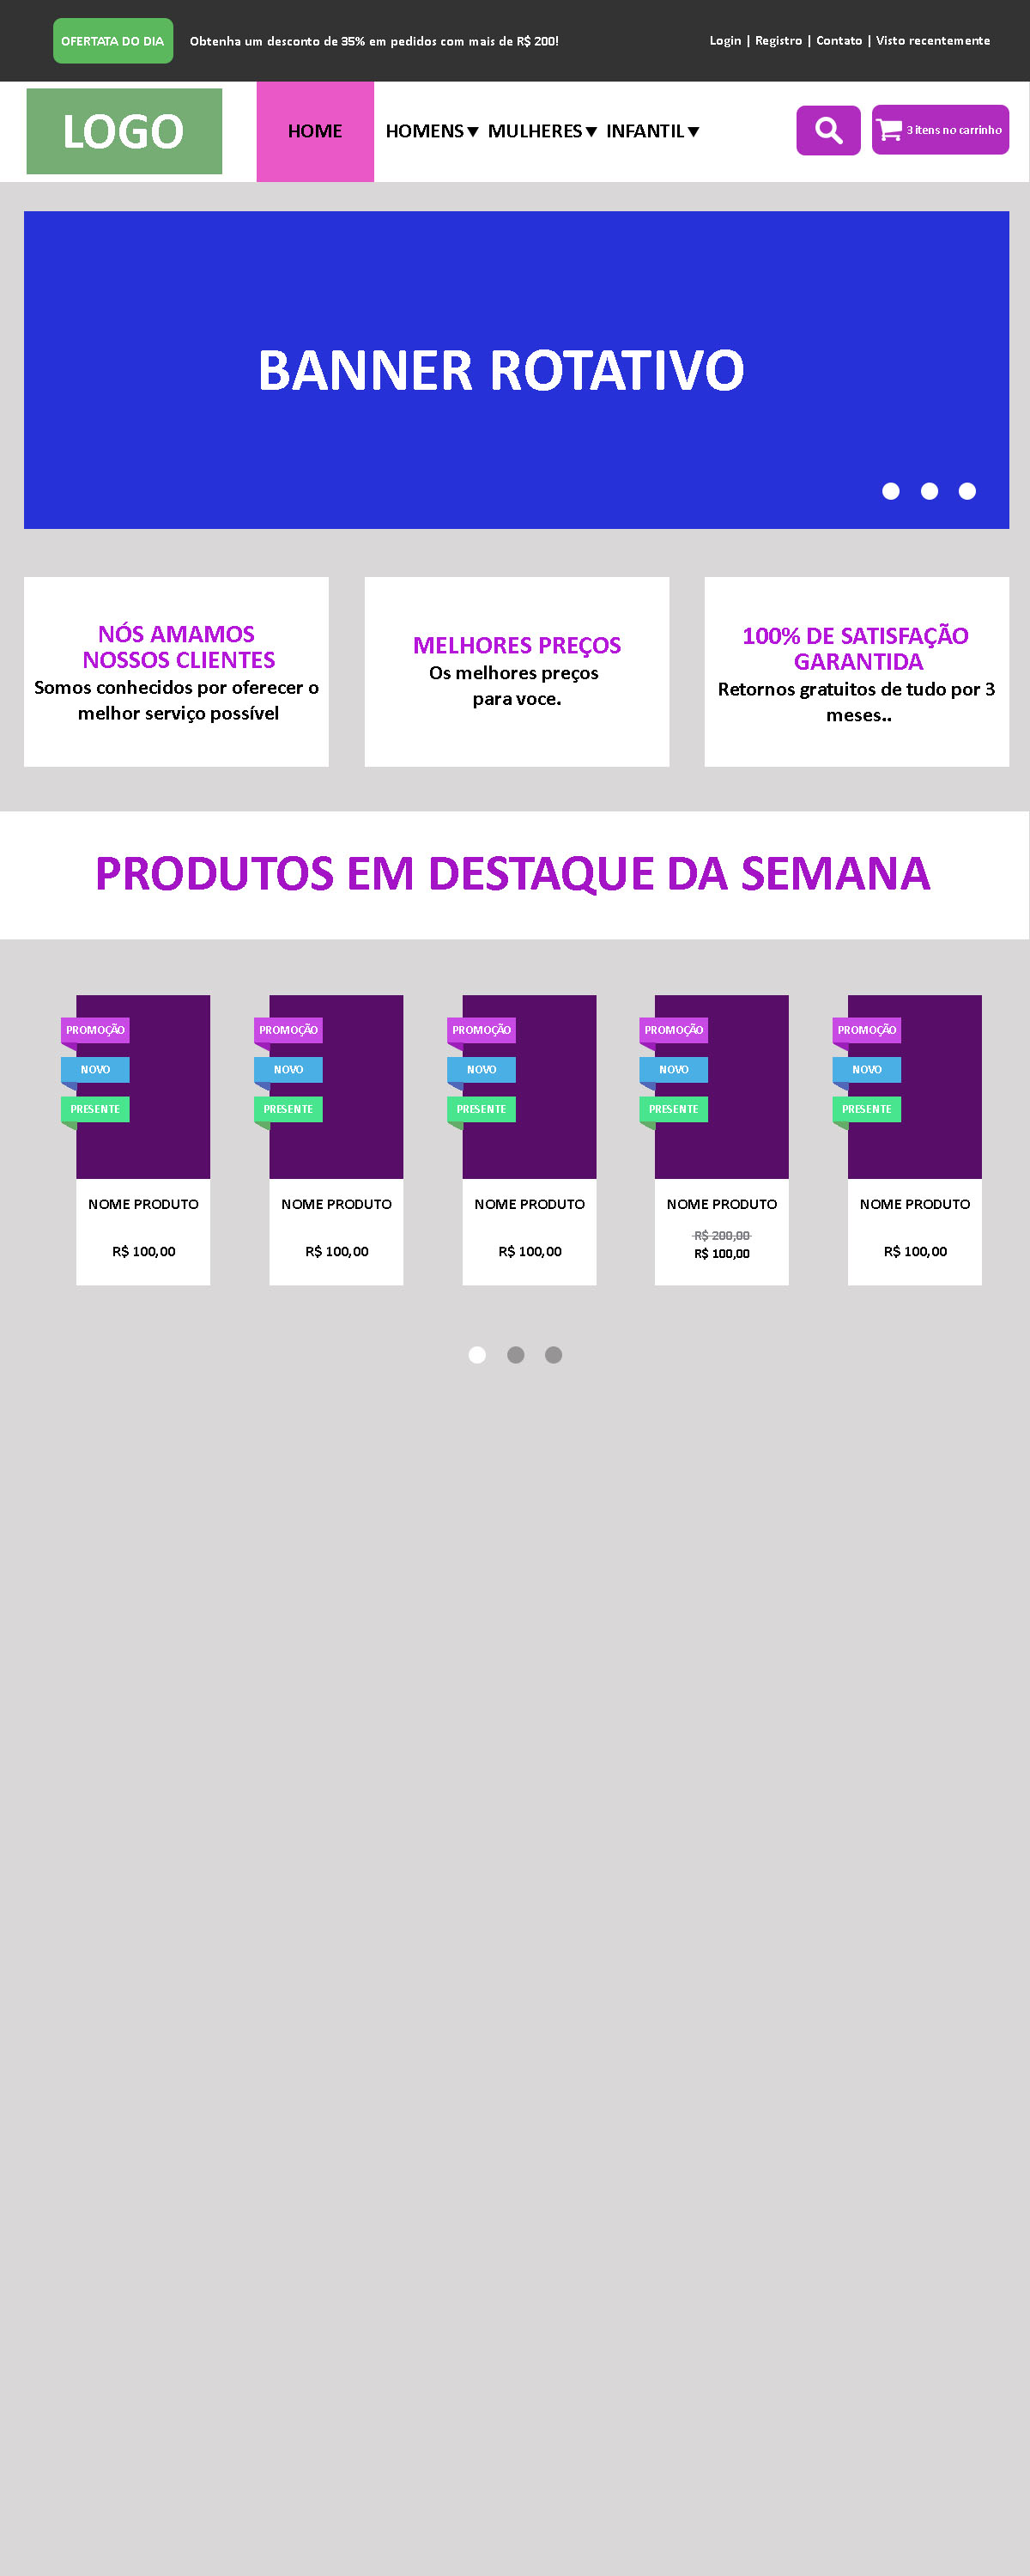 OFERTATA DO DIA
Obtenha um desconto de 35% em pedidos com mais de R$ 200!
Login | Registro | Contato | Visto recentemente
LOGO
HOME
HOMENS
MULHERES
INFANTIL
3 itens no carrinho
BANNER ROTATIVO
NÓS AMAMOS
NOSSOS CLIENTES
Somos conhecidos por oferecer o
melhor serviço possível
MELHORES PREÇOS
Os melhores preços
para voce.
100% DE SATISFAÇÃO
GARANTIDA
Retornos gratuitos de tudo por 3
meses..
PRODUTOS EM DESTAQUE DA SEMANA
PROMOÇÃO
NOVO
PRESENTE
NOME PRODUTO
R$ 100,00
PROMOÇÃO
NOVO
PRESENTE
NOME PRODUTO
R$ 100,00
PROMOÇÃO
NOVO
PRESENTE
NOME PRODUTO
R$ 100,00
PROMOÇÃO
NOVO
PRESENTE
NOME PRODUTO
R$ 200,00
R$ 100,00
PROMOÇÃO
NOVO
PRESENTE
NOME PRODUTO
R$ 100,00